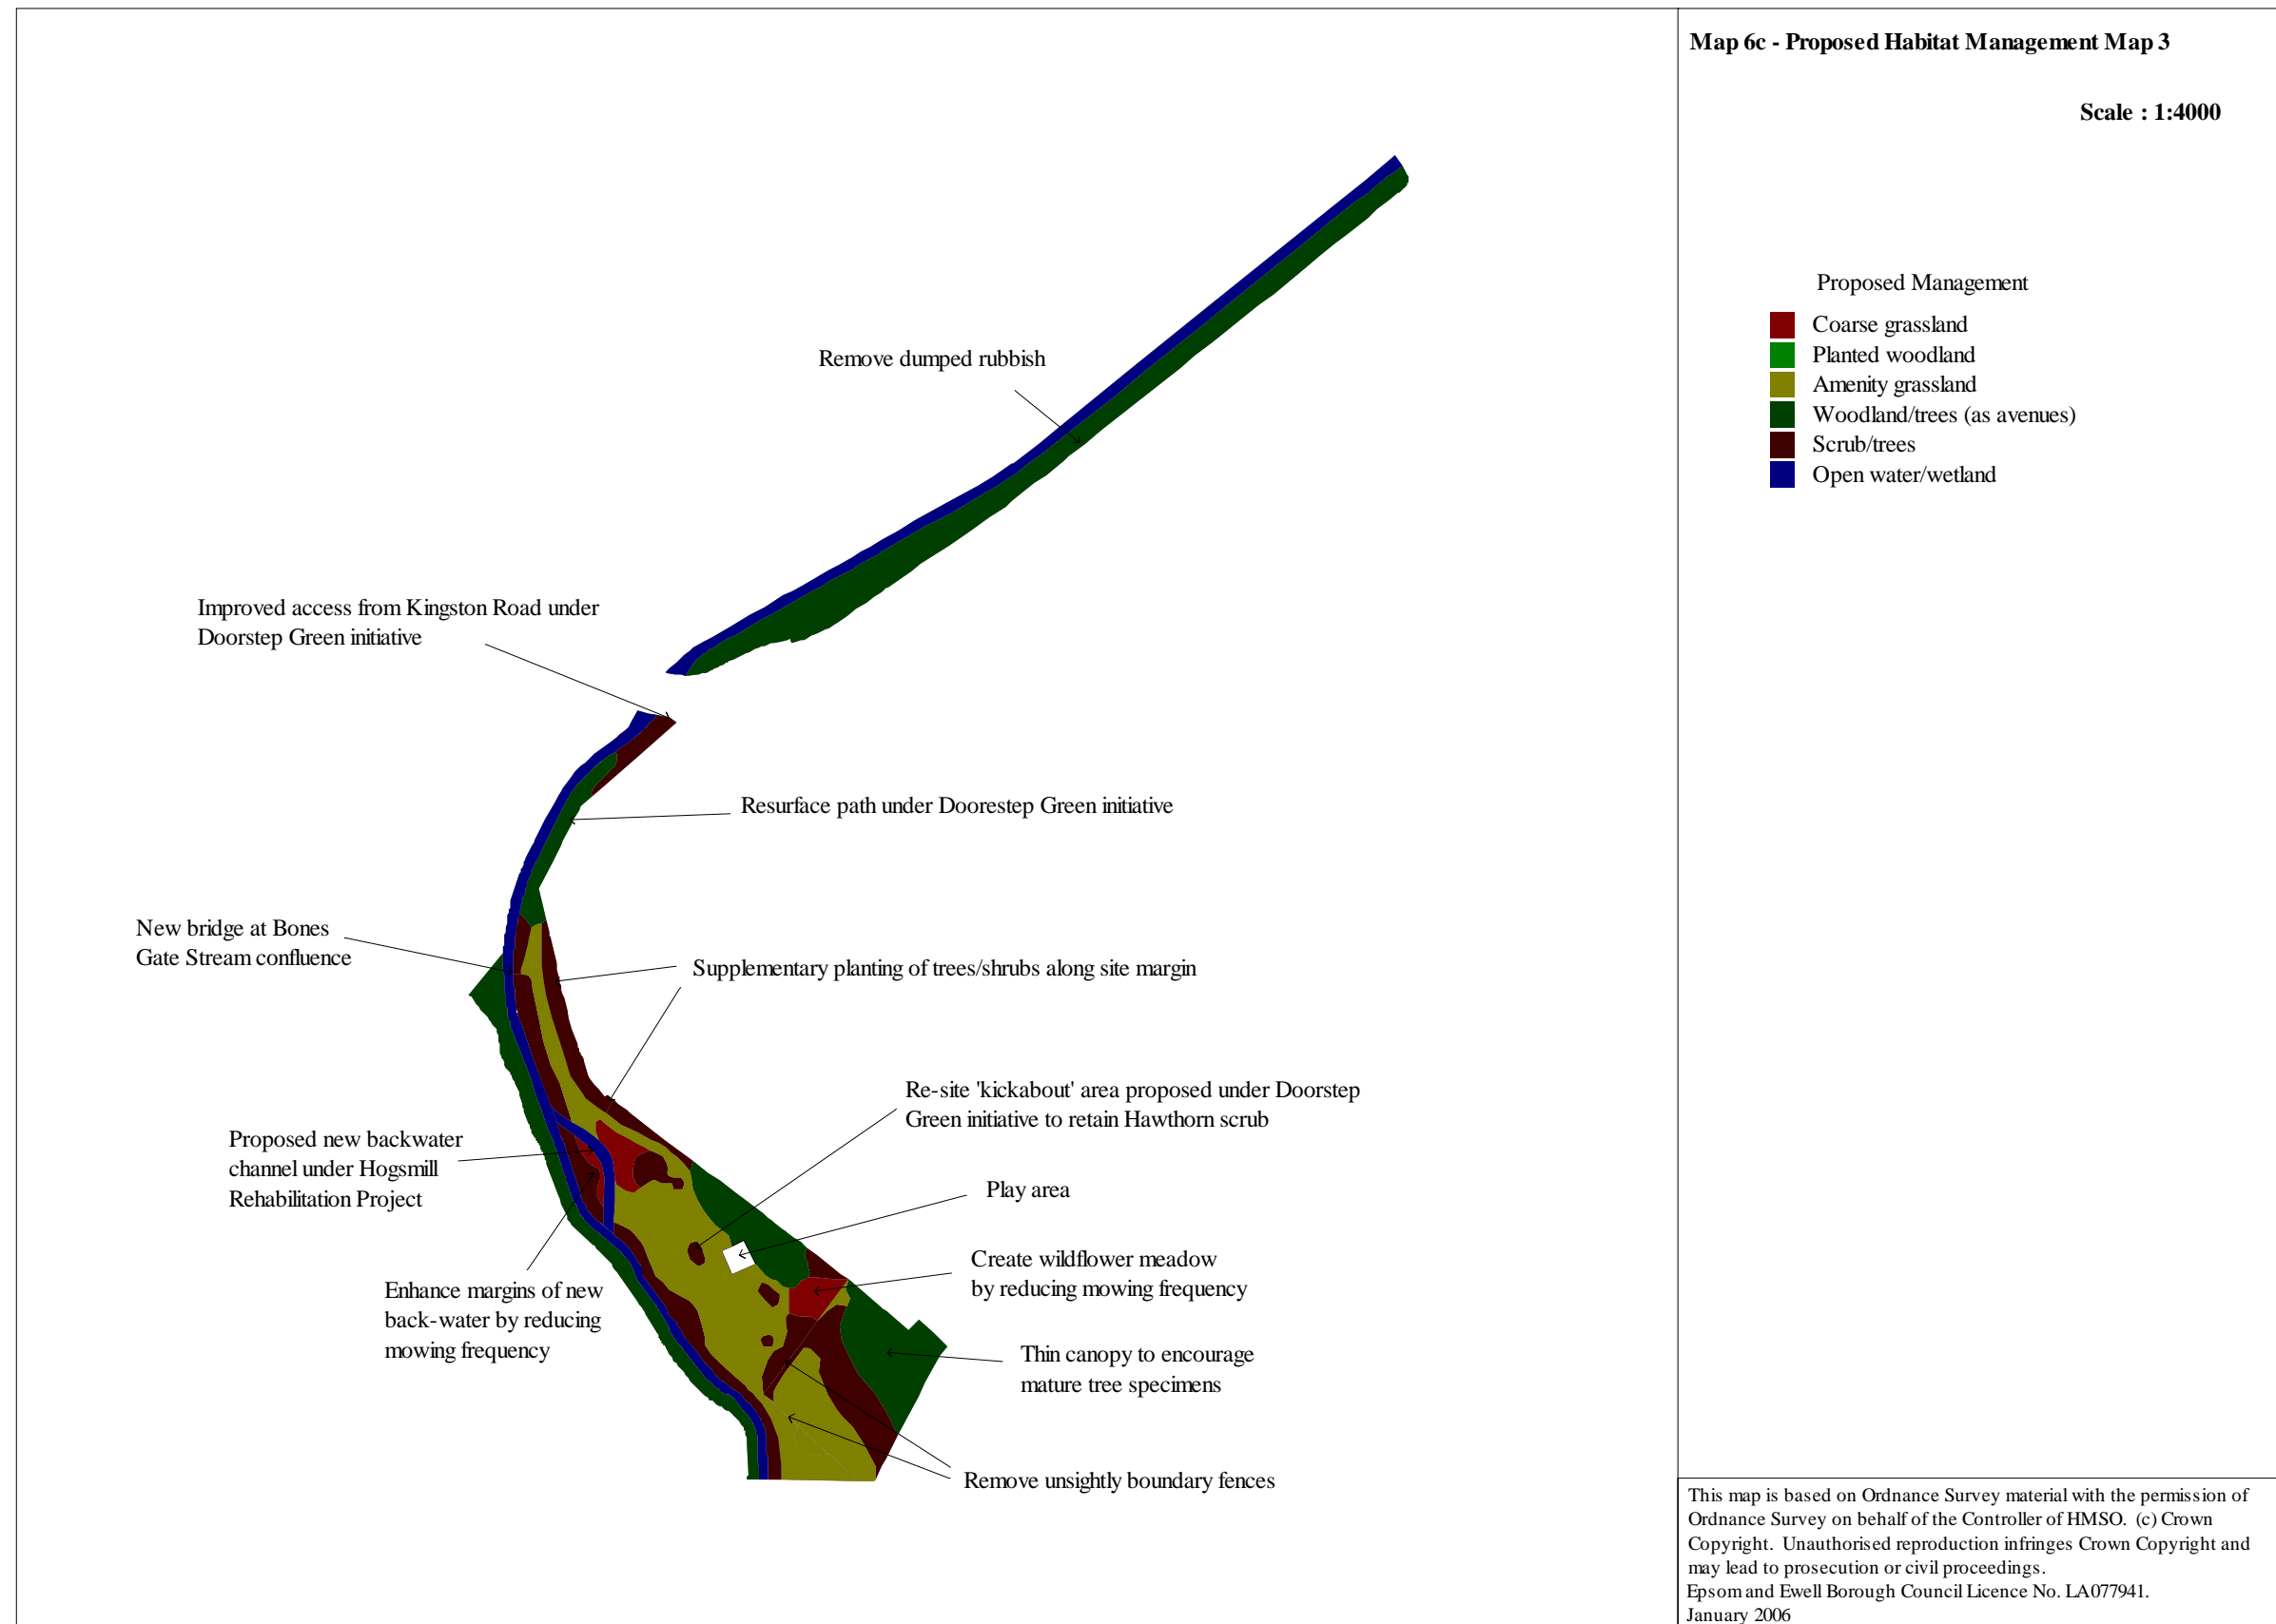 Map 6c - Proposed Habitat Management Map 3
Scale : 1:4000
Proposed Management
Coarse grassland
Planted woodland
Amenity grassland
Woodland/trees (as avenues)
Scrub/trees
Open water/wetland
Remove dumped rubbish
Improved access from Kingston Road under
Doorstep Green initiative
Resurface path under Doorestep Green initiative
New bridge at Bones
Gate Stream confluence
Supplementary planting of trees/shrubs along site margin
Re-site 'kickabout' area proposed under Doorstep
Green initiative to retain Hawthorn scrub
Proposed new backwater
channel under Hogsmill
Rehabilitation Project
Play area
Create wildflower meadow
by reducing mowing frequency
Enhance margins of new
back-water by reducing
mowing frequency
Thin canopy to encourage
mature tree specimens
Remove unsightly boundary fences
This map is based on Ordnance Survey material with the permission of
Ordnance Survey on behalf of the Controller of HMSO. (c) Crown
Copyright. Unauthorised reproduction infringes Crown Copyright and
may lead to prosecution or civil proceedings.
Epsom and Ewell Borough Council Licence No. LA077941.
January 2006